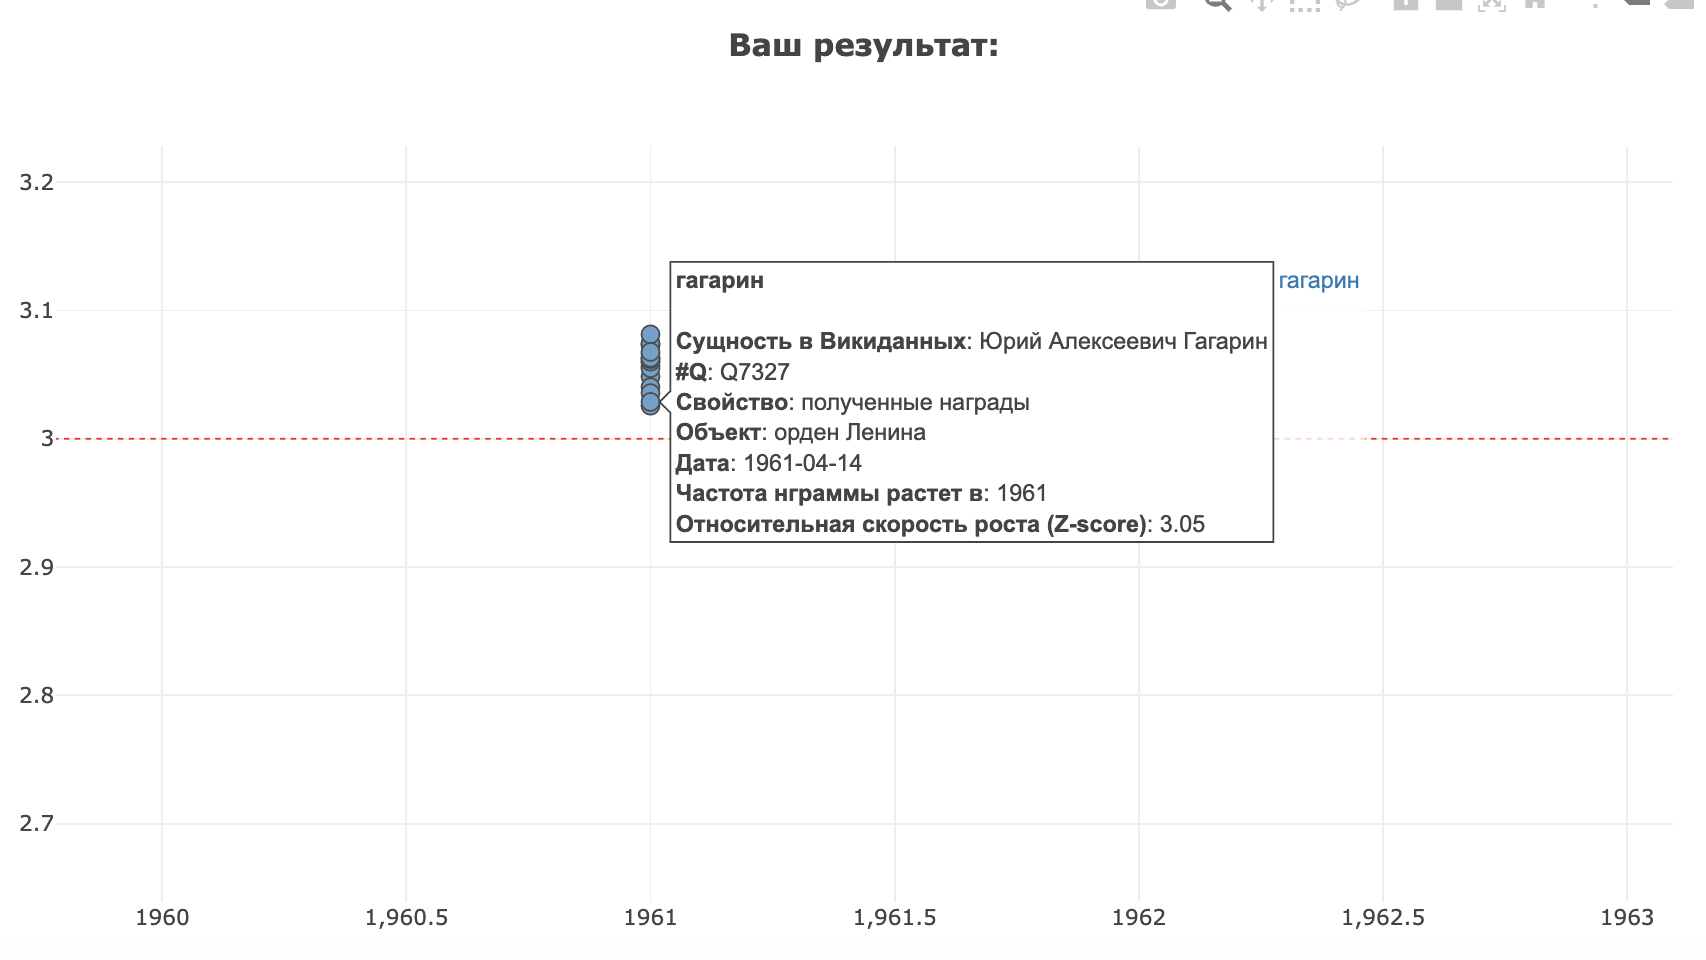 Ваш результат:
3.2
3.1
3
2.9
2.8
2.7
гагарин
Сущность в Викиданных: Юрий Алексеевич Гагарин
#Q: Q7327
Свойство: полученные награды
Объект: орден Ленина
Дата: 1961-04-14
Частота нграммы растет в: 1961
Относительная скорость роста (Z-score): 3.05
гагарин
1960
1,960.5
1961
1,961.5
1962
1,962.5
1963